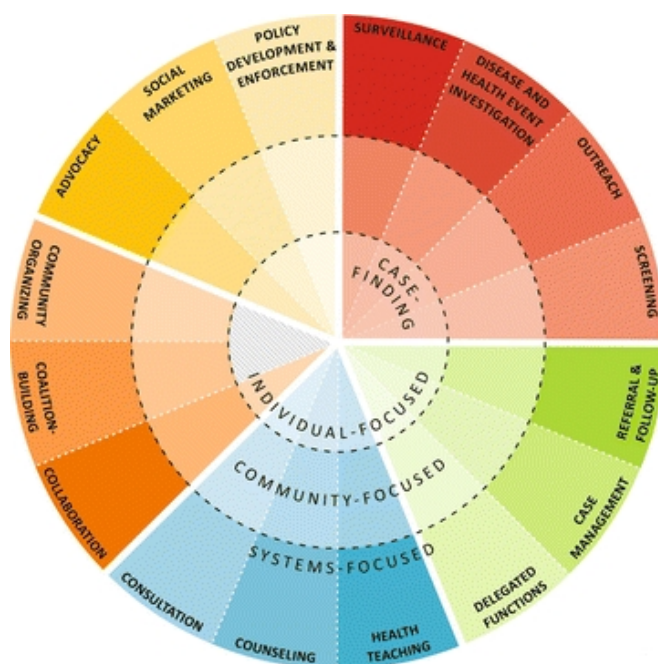 SURVEILLANCE
DISEASE AND
HEALTH EVENT
INVESTIGATION
OUTREACH
SCREENING
REFERRAL &
FOLLOW-UP
CASE
MANAGEMENT
DELEGATED
FUNCTIONS
HEALTH
TEACHING
COUNSELING
CONSULTATION
COLLABORATION
COALITION-
BUILDING
COMMUNITY
ORGANIZING
ADVOCACY
SOCIAL
MARKETING
POLICY
DEVELOPMENT &
ENFORCEMENT
CASE-
FINDING
INDIVIDUAL-FOCUSED
COMMUNITY-FOCUSED
SYSTEMS-FOCUSED